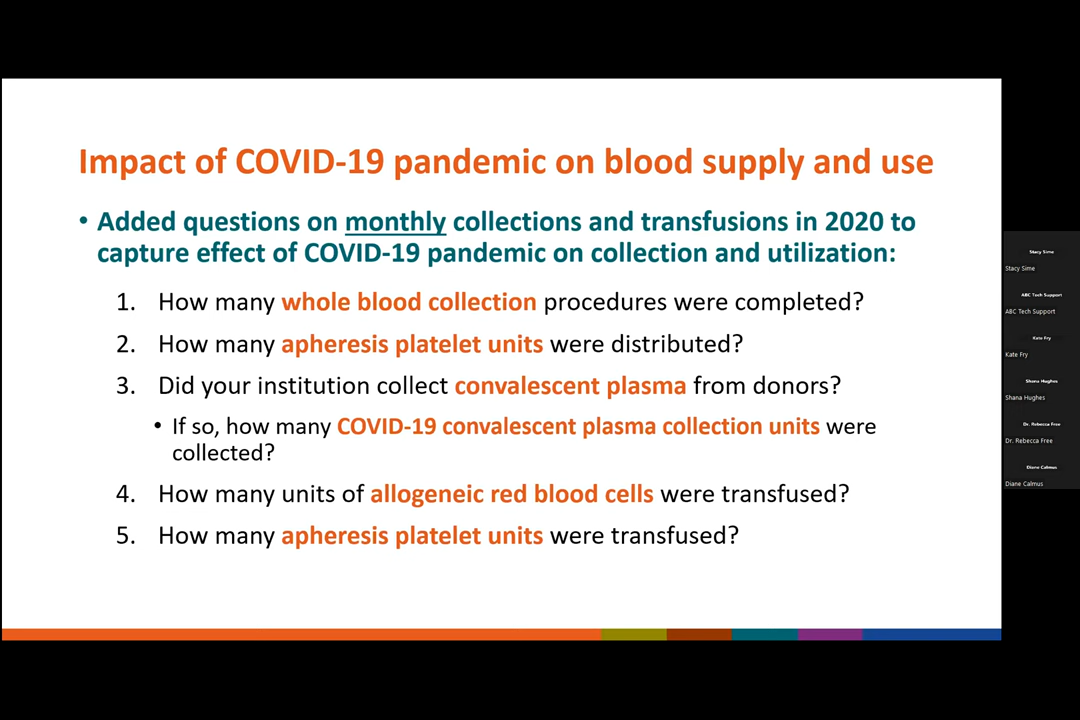 Impact of COVID-19 pandemic on blood supply and use
• Added questions on monthly collections and transfusions in 2020 to
capture effect of COVID-19 pandemic on collection and utilization:
1. How many whole blood collection procedures were completed?
2. How many apheresis platelet units were distributed?
3. Did your institution collect convalescent plasma from donors?
• If so, how many COVID-19 convalescent plasma collection units were
collected?
4. How many units of allogeneic red blood cells were transfused?
5. How many apheresis platelet units were transfused?
Stacy Sime
Stacy Sime
ABC Tech Support
ABC Tech Support
Kate Fry
Kate Fry
Shana Hughes
Shana Hughes
Dr. Rebecca Free
Dr. Rebecca Free
Diane Calmus
Diane Calmus